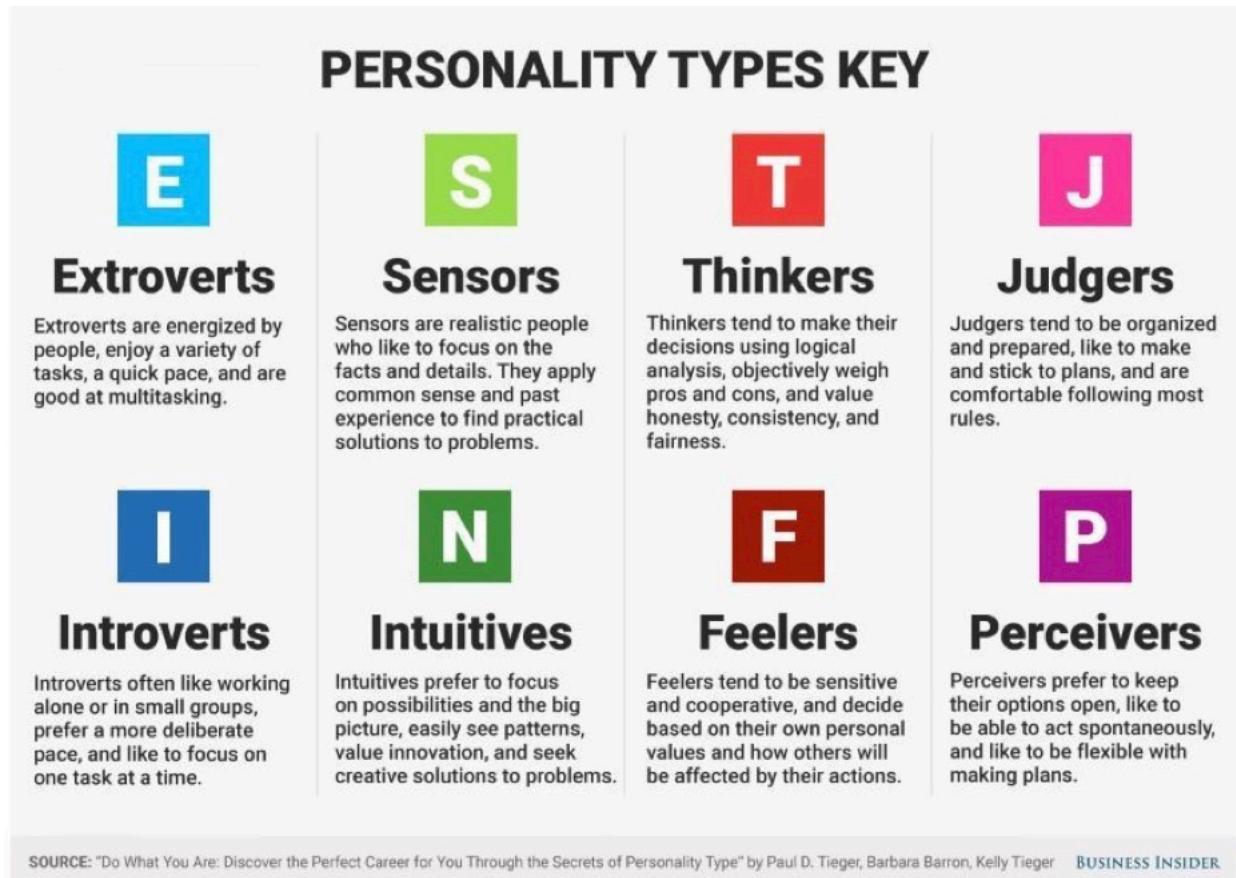 PERSONALITY TYPES KEY
E
Extroverts
Extroverts are energized by
people, enjoy a variety of
tasks, a quick pace, and are
good at multitasking.
S
Sensors
Sensors are realistic people
who like to focus on the
facts and details. They apply
common sense and past
experience to find practical
solutions to problems.
T
Thinkers
Thinkers tend to make their
decisions using logical
analysis, objectively weigh
pros and cons, and value
honesty, consistency, and
fairness.
J
Judgers
Judgers tend to be organized
and prepared, like to make
and stick to plans, and are
comfortable following most
rules.
I
Introverts
Introverts often like working
alone or in small groups,
prefer a more deliberate
pace, and like to focus on
one task at a time.
N
Intuitives
Intuitives prefer to focus
on possibilities and the big
picture, easily see patterns,
value innovation, and seek
creative solutions to problems.
F
Feelers
Feelers tend to be sensitive
and cooperative, and decide
based on their own personal
values and how others will
be affected by their actions.
P
Perceivers
Perceivers prefer to keep
their options open, like to
be able to act spontaneously,
and like to be flexible with
making plans.
SOURCE: "Do What You Are: Discover the Perfect Career for You Through the Secrets of Personality Type" by Paul D. Tieger, Barbara Barron, Kelly Tieger BUSINESS INSIDER